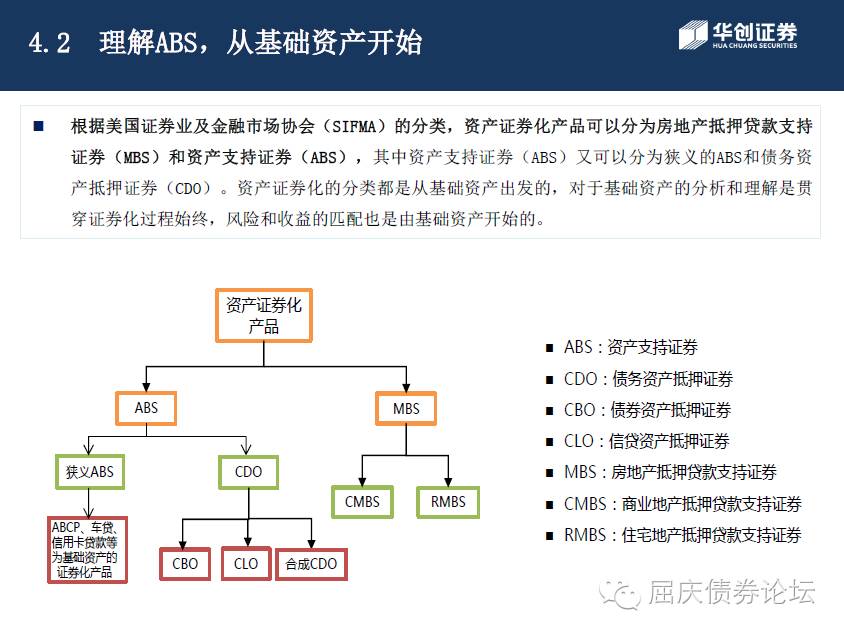 4.2 理解ABS，从基础资产开始
华创证券
HUA CHUANG SECURITIES
■ 根据美国证券业及金融市场协会（SIFMA）的分类，资产证券化产品可以分为房地产抵押贷款支持
证券（MBS）和资产支持证券（ABS），其中资产支持证券（ABS）又可以分为狭义的ABS和债务资
产抵押证券（CDO）。资产证券化的分类都是从基础资产出发的，对于基础资产的分析和理解是贯
穿证券化过程始终，风险和收益的匹配也是由基础资产开始的。
资产证券化
产品
ABS
MBS
狭义ABS
CDO
CMBS
RMBS
ABCP、车贷、
信用卡贷款等
为基础资产的
证券化产品
CBO
CLO
合成CDO
■ ABS：资产支持证券
■ CDO：债务资产抵押证券
■ CBO：债券资产抵押证券
■ CLO：信贷资产抵押证券
■ MBS：房地产抵押贷款支持证券
■ CMBS：商业地产抵押贷款支持证券
■ RMBS：住宅地产抵押贷款支持证券
屈庆债券论坛